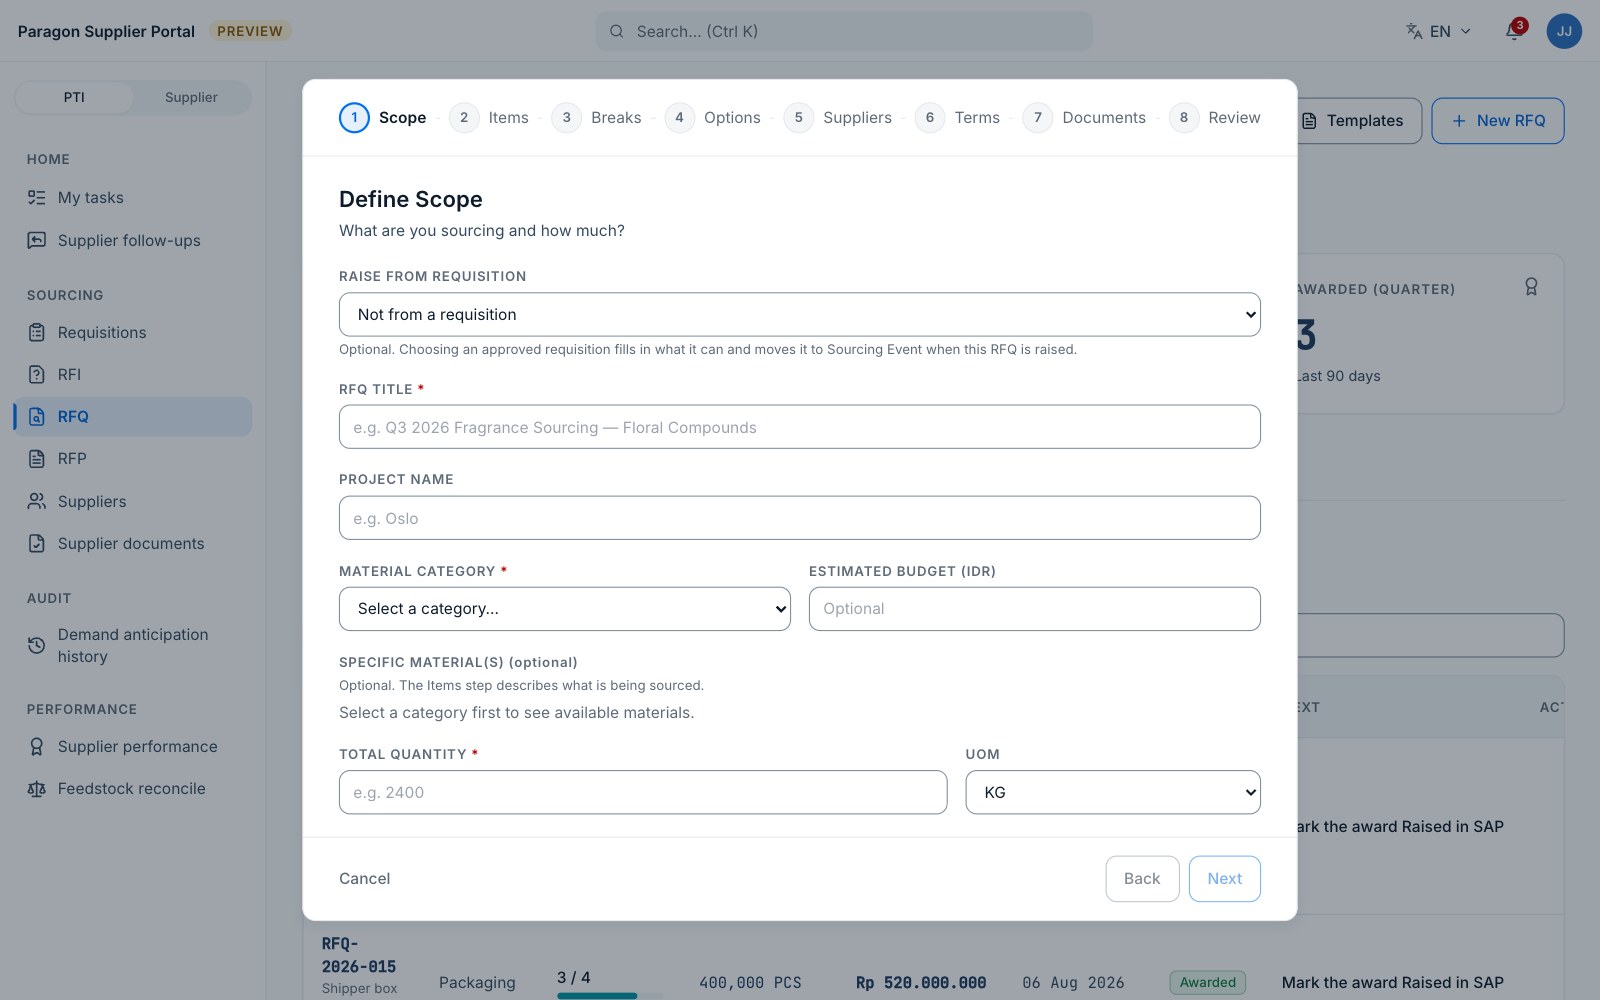 Paragon Supplier Portal PREVIEW
Search... (Ctrl K)
EN
3
JJ
PTI Supplier
HOME
My tasks
Supplier follow-ups
SOURCING
Requisitions
RFI
RFQ
RFP
Suppliers
Supplier documents
AUDIT
Demand anticipation
history
PERFORMANCE
Supplier performance
Feedstock reconcile
1 Scope 2 Items 3 Breaks 4 Options 5 Suppliers 6 Terms 7 Documents 8 Review
Define Scope
What are you sourcing and how much?
RAISE FROM REQUISITION
Not from a requisition
Optional. Choosing an approved requisition fills in what it can and moves it to Sourcing Event when this RFQ is raised.
RFQ TITLE *
e.g. Q3 2026 Fragrance Sourcing — Floral Compounds
PROJECT NAME
e.g. Oslo
MATERIAL CATEGORY * ESTIMATED BUDGET (IDR)
Select a category... Optional
SPECIFIC MATERIAL(S) (optional)
Optional. The Items step describes what is being sourced.
Select a category first to see available materials.
TOTAL QUANTITY * UOM
e.g. 2400 KG
Cancel Back Next
Templates + New RFQ
AWARDED (QUARTER)
3
Last 90 days
EXT ACT
ark the award Raised in SAP
RFQ-
2026-015
Shipper box
Packaging 3 / 4 400,000 PCS Rp 520.000.000 06 Aug 2026 Awarded Mark the award Raised in SAP